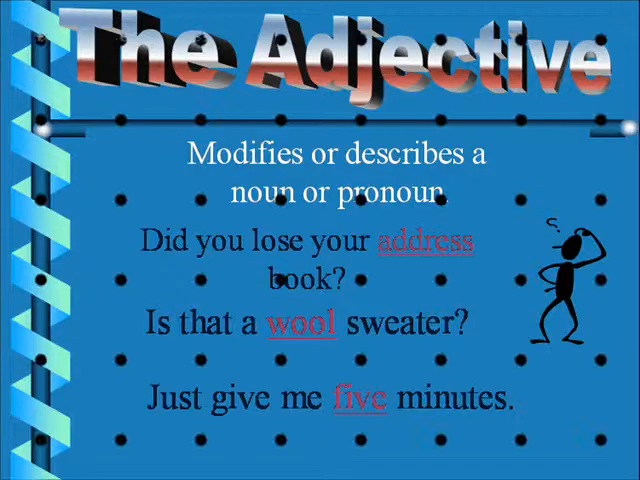 The Adjective
Modifies or describes a
noun or pronoun.
Did you lose your address
book?
Is that a wool sweater?
Just give me five minutes.